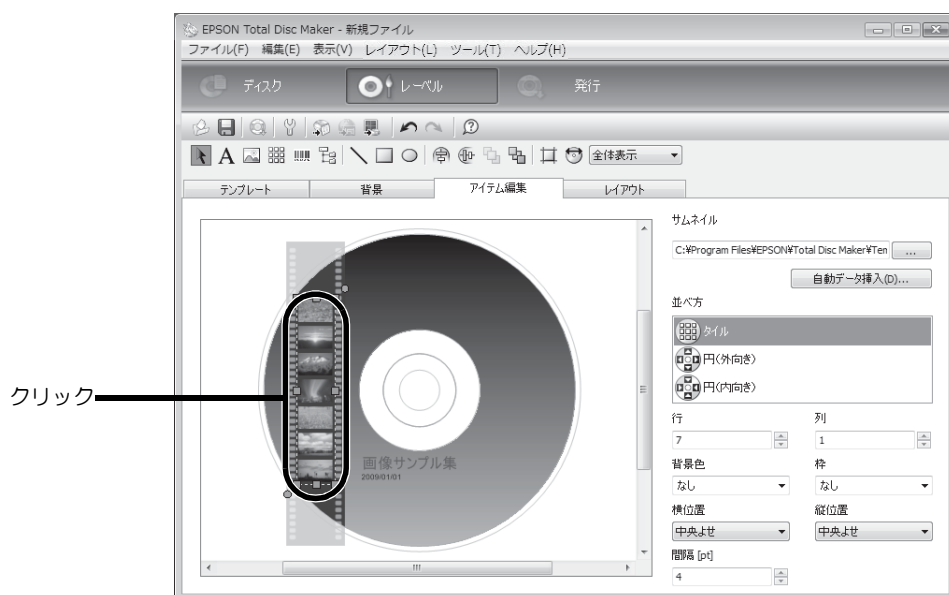 EPSON Total Disc Maker - 新規ファイル
ファイル(F) 編集(E) 表示(V) レイアウト(L) ツール(T) ヘルプ(H)
ディスク レーベル 発行
A 全体表示
テンプレート 背景 アイテム編集 レイアウト
サムネイル
C:¥Program Files¥EPSON¥Total Disc Maker¥Ten ...
自動データ挿入(D)...
並べ方
タイル
円(外向き)
円(内向き)
クリック
行 列
7 1
画像サンプル集
2009/01/01
背景色 枠
なし なし
横位置 縦位置
中央よせ 中央よせ
間隔 [pt]
4